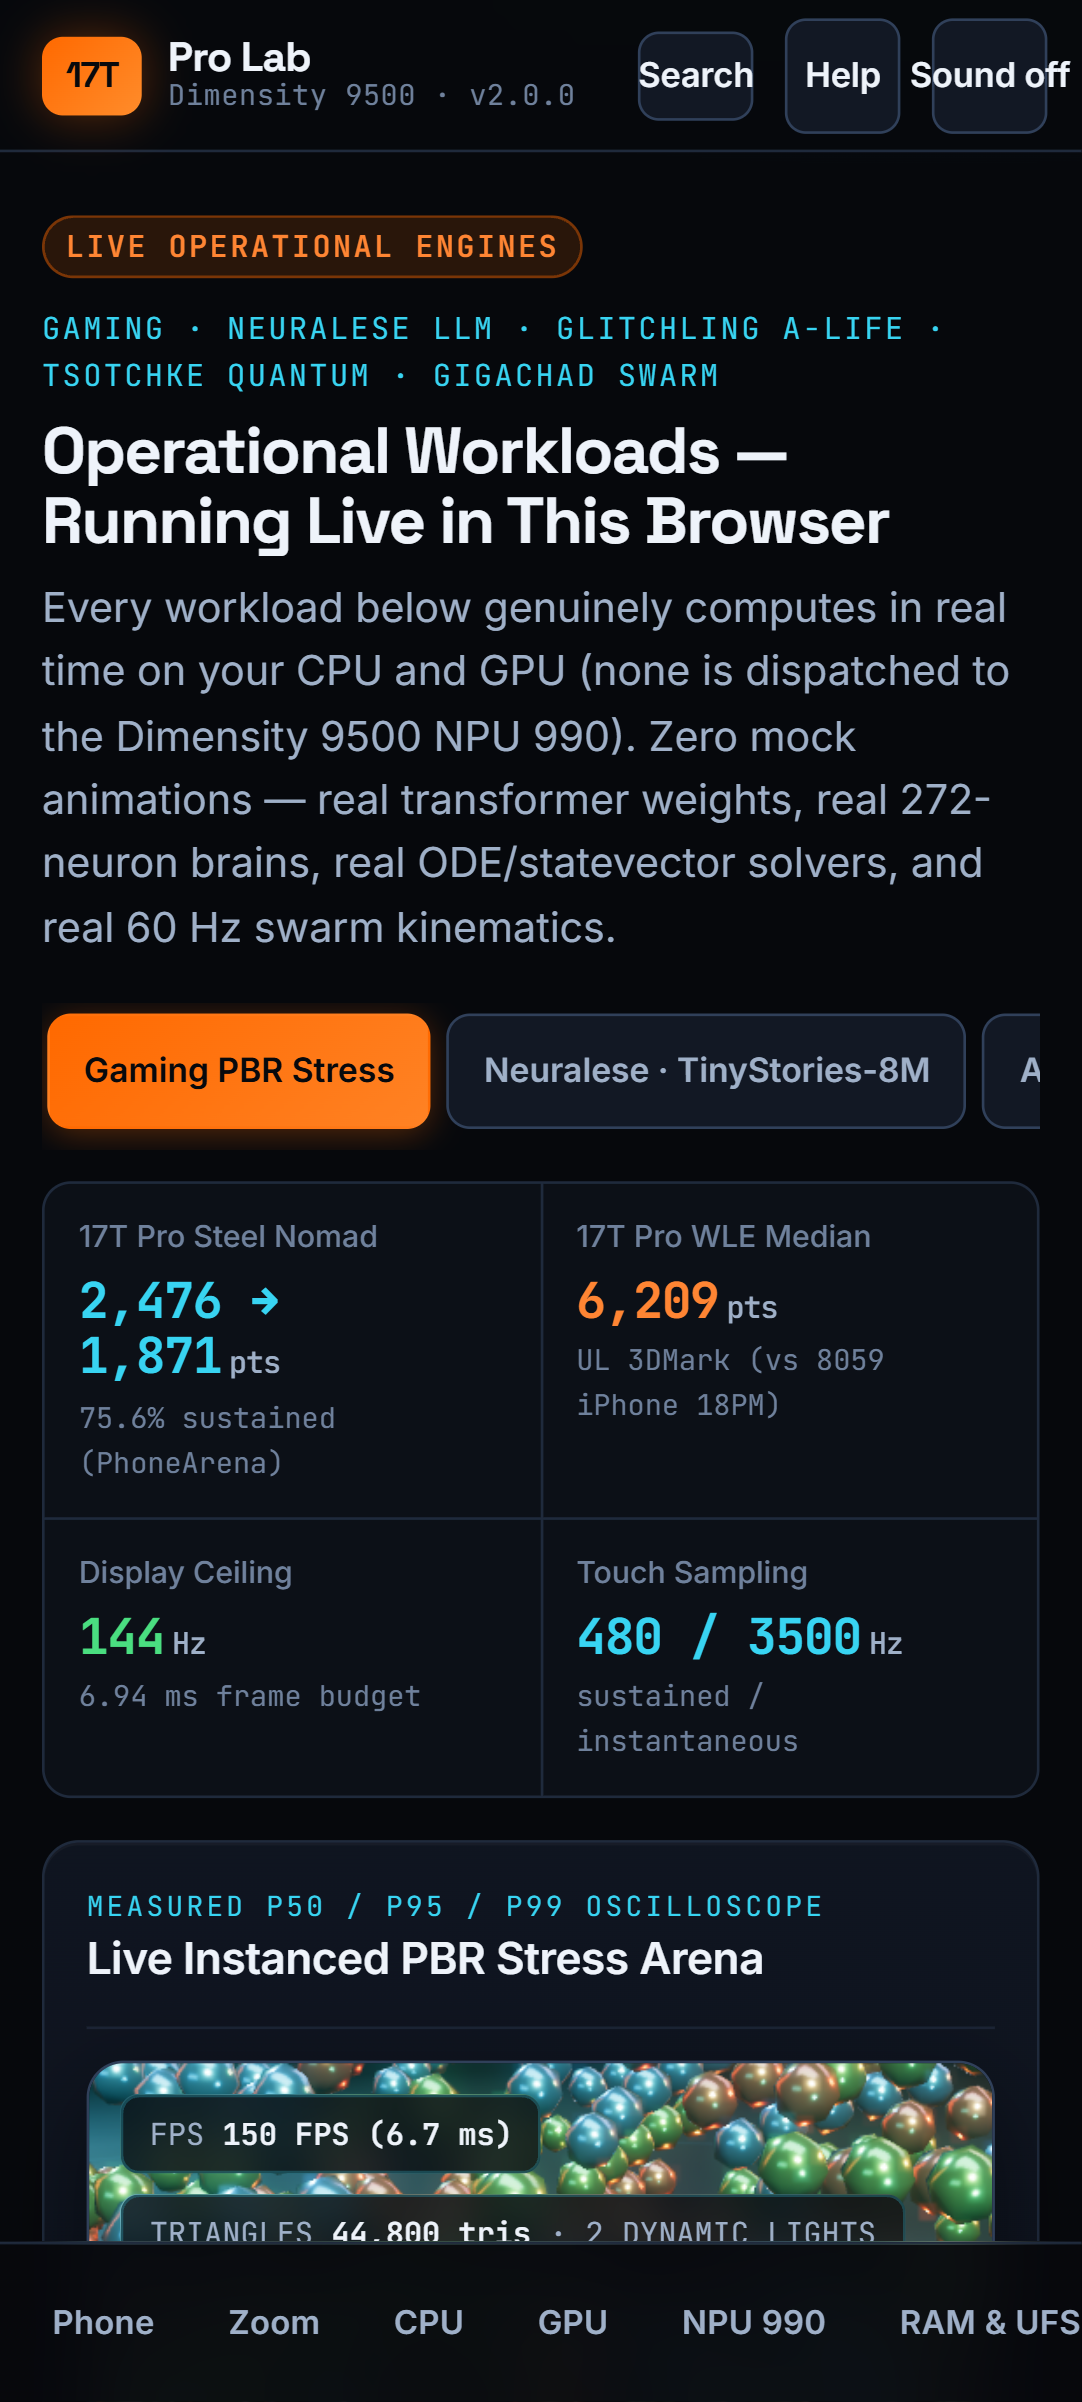 17T
Pro Lab
Dimensity 9500 · v2.0.0
Search
Help
Sound off
LIVE OPERATIONAL ENGINES
GAMING · NEURALESE LLM · GLITCHLING A-LIFE ·
TSOTCHKE QUANTUM · GIGACHAD SWARM
Operational Workloads —
Running Live in This Browser
Every workload below genuinely computes in real
time on your CPU and GPU (none is dispatched to
the Dimensity 9500 NPU 990). Zero mock
animations — real transformer weights, real 272-
neuron brains, real ODE/statevector solvers, and
real 60 Hz swarm kinematics.
Gaming PBR Stress
Neuralese · TinyStories-8M
17T Pro Steel Nomad
2,476 →
1,871 pts
75.6% sustained
(PhoneArena)
17T Pro WLE Median
6,209 pts
UL 3DMark (vs 8059
iPhone 18PM)
Display Ceiling
144 Hz
6.94 ms frame budget
Touch Sampling
480 / 3500 Hz
sustained /
instantaneous
MEASURED P50 / P95 / P99 OSCILLOSCOPE
Live Instanced PBR Stress Arena
FPS 150 FPS (6.7 ms)
TRIANGLES 44,800 tris · 2 DYNAMIC LIGHTS
Phone
Zoom
CPU
GPU
NPU 990
RAM & UFS